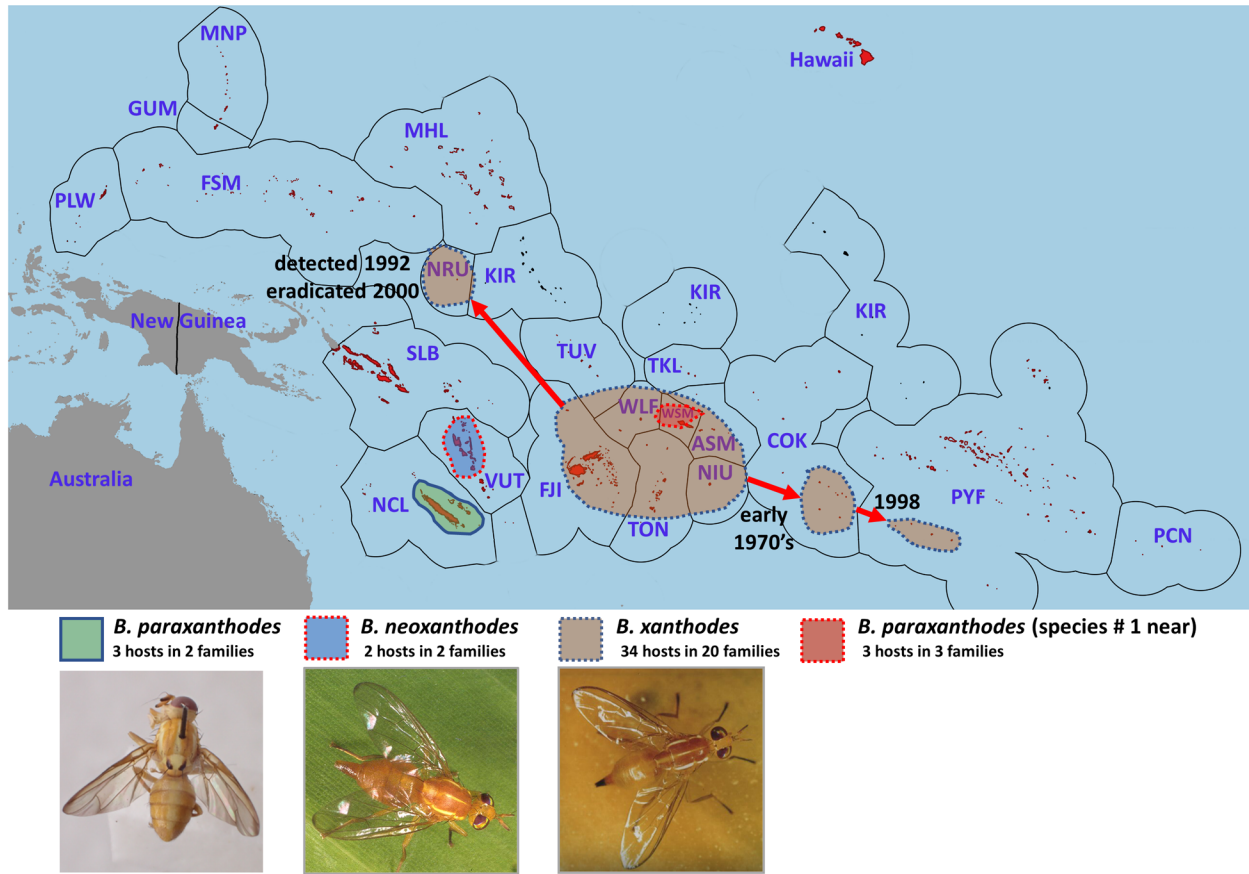 MNP
Hawaii
GUM
MHL
FSM
PLW
detected 1992
eradicated 2000
NRU
KIR
KIR
KIR
New Guinea
SLB
TUV
TKL
WLF
WSM
ASM
COK
Australia
VUT
FJI
NIU
NCL
TON
early
1970's
1998
PYF
PCN
B. paraxanthodes
3 hosts in 2 families
B. neoxanthodes
2 hosts in 2 families
B. xanthodes
34 hosts in 20 families
B. paraxanthodes (species # 1 near)
3 hosts in 3 families